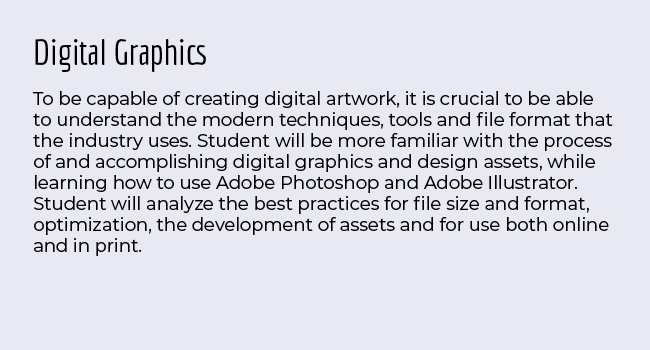 Digital Graphics
To be capable of creating digital artwork, it is crucial to be able
to understand the modern techniques, tools and file format that
the industry uses. Student will be more familiar with the process
of and accomplishing digital graphics and design assets, while
learning how to use Adobe Photoshop and Adobe Illustrator.
Student will analyze the best practices for file size and format,
optimization, the development of assets and for use both online
and in print.